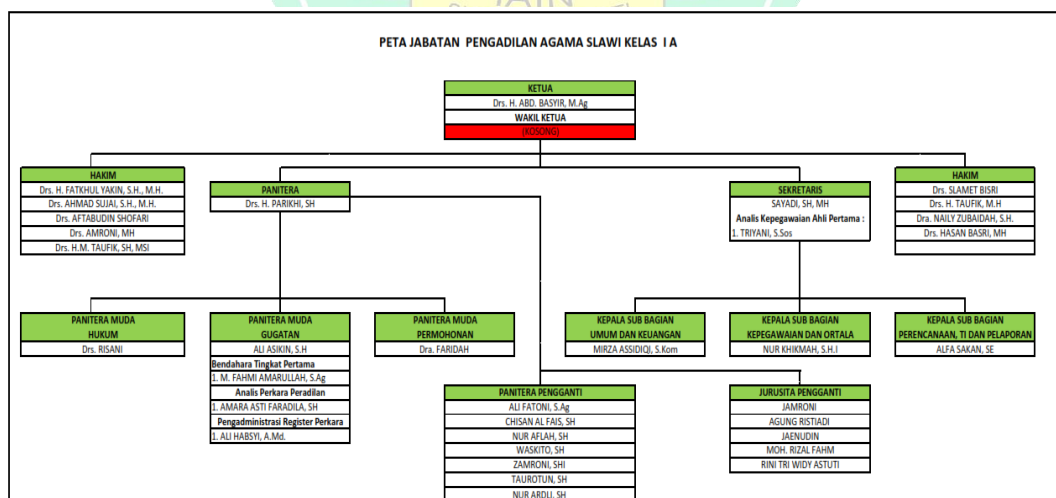 IAIN
PETA JABATAN PENGADILAN AGAMA SLAWI KELAS I A
KETUA
Drs. H. ABD. BASYIR, M.Ag
WAKIL KETUA
(KOSONG)
HAKIM
Drs. H. FATKHUL YAKIN, S.H., M.H.
Drs. AHMAD SUJAI, S.H., M.H.
Drs. AFTABUDIN SHOFARI
Drs. AMRONI, MH
Drs. H.M. TAUFIK, SH, MSI
PANITERA
Drs. H. PARIKHI, SH
SEKRETARIS
SAYADI, SH, MH
Analis Kepegawaian Ahli Pertama :
1. TRIYANI, S.Sos
HAKIM
Drs. SLAMET BISRI
Drs. H. TAUFIK, M.H
Dra. NAILY ZUBAIDAH, S.H.
Drs. HASAN BASRI, MH
PANITERA MUDA
HUKUM
Drs. RISANI
PANITERA MUDA
GUGATAN
ALI ASIKIN, S.H
Bendahara Tingkat Pertama
1. M. FAHMI AMARULLAH, S.Ag
Analis Perkara Peradilan
1. AMARA ASTI FARADILA, SH
Pengadministrasi Register Perkara
1. ALI HABSYI, A.Md.
PANITERA MUDA
PERMOHONAN
Dra. FARIDAH
KEPALA SUB BAGIAN
UMUM DAN KEUANGAN
MIRZA ASSIDIQI, S.Kom
KEPALA SUB BAGIAN
KEPEGAWAIAN DAN ORTALA
NUR KHIKMAH, S.H.I
KEPALA SUB BAGIAN
PERENCANAAN, TI DAN PELAPORAN
ALFA SAKAN, SE
PANITERA PENGGANTI
ALI FATONI, S.Ag
CHISAN AL FAIS, SH
NUR AFLAH, SH
WASKITO, SH
ZAMRONI, SHI
TAUROTUN, SH
NUR ARDLI, SH
JURUSITA PENGGANTI
JAMRONI
AGUNG RISTIADI
JAENUDIN
MOH. RIZAL FAHM
RINI TRI WIDY ASTUTI